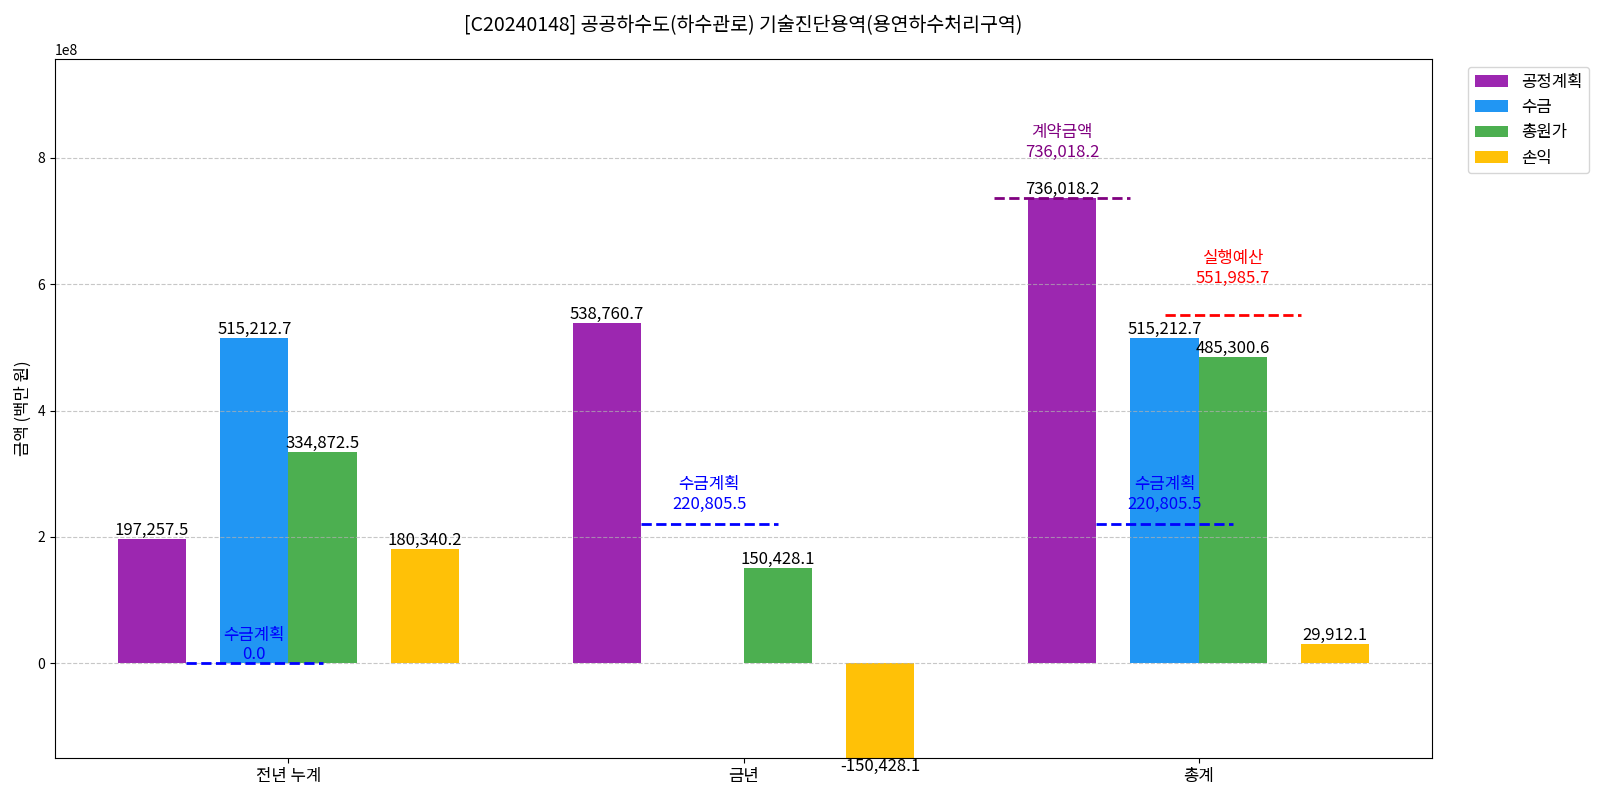 [C20240148] 공공하수도(하수관로) 기술진단용역(용연하수처리구역)
1e8
금액 (백만 원)
8
6
4
2
0
공정계획
수금
총원가
손익
197,257.5
515,212.7
334,872.5
180,340.2
수금계획
0.0
538,760.7
수금계획
220,805.5
150,428.1
-150,428.1
계약금액
736,018.2
736,018.2
실행예산
551,985.7
515,212.7
485,300.6
수금계획
220,805.5
29,912.1
전년 누계
금년
총계